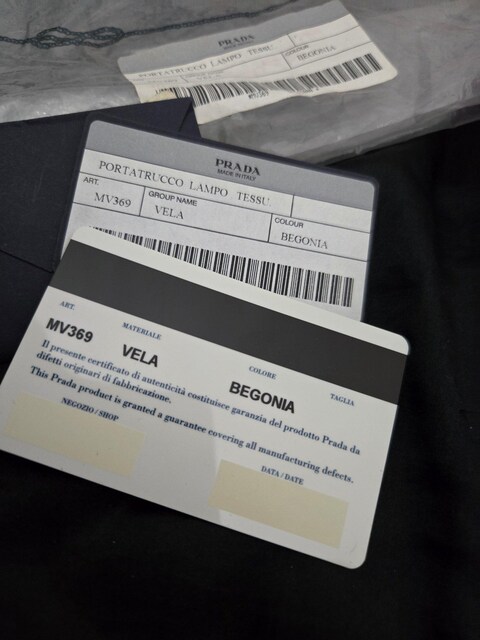 PRADA
PORTATRUCCO LAMPO TESSU
COLOUR
BEGONIA
MV369
PRADA
MADE IN ITALY
PORTATRUCCO LAMPO TESSU
ART.
MV369
GROUP NAME
VELA
COLOUR
BEGONIA
ART.
MV369
MATERIALE
VELA
COLORE
BEGONIA
TAGLIA
Il presente certificato di autenticità costituisce garanzia del prodotto Prada da
difetti originari di fabbricazione.
This Prada product is granted a guarantee covering all manufacturing defects.
NEGOZIO / SHOP
DATA / DATE